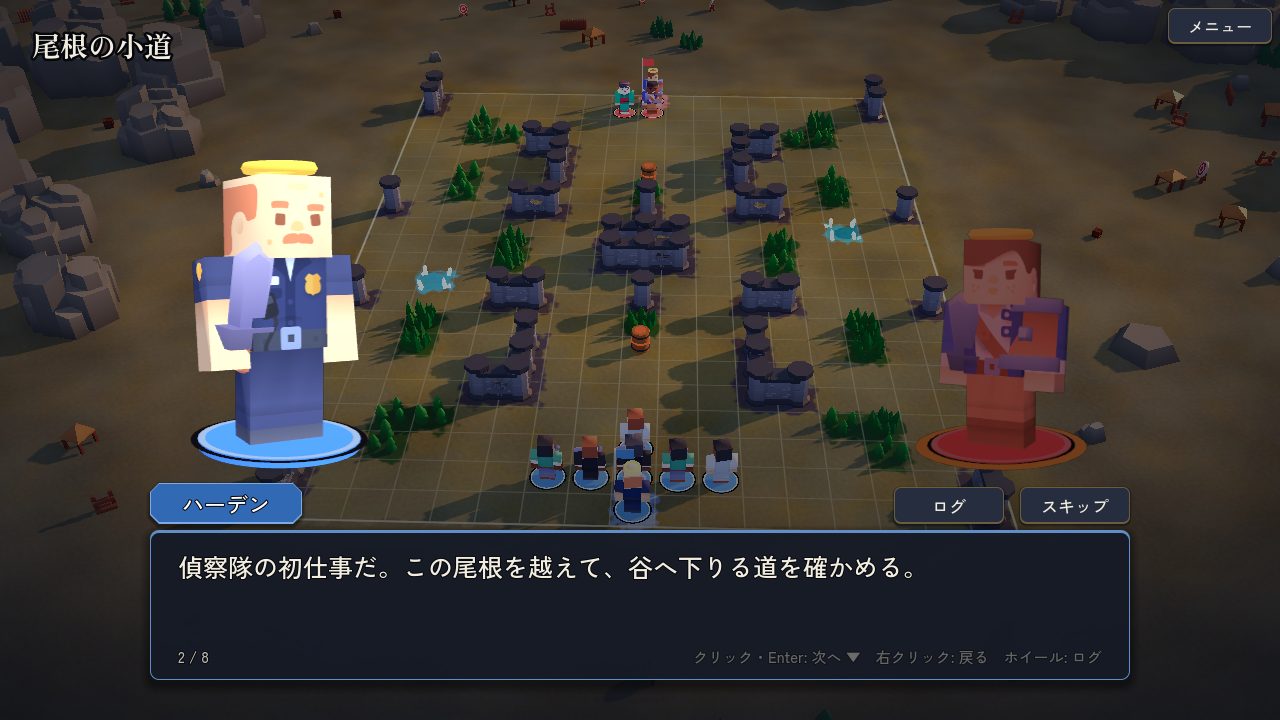 尾根の小道
メニュー
ハーデン
ログ
スキップ
偵察隊の初仕事だ。この尾根を越えて、谷へ下りる道を確かめる。
2 / 8
クリック・Enter: 次へ ▼ 右クリック: 戻る ホイール: ログ